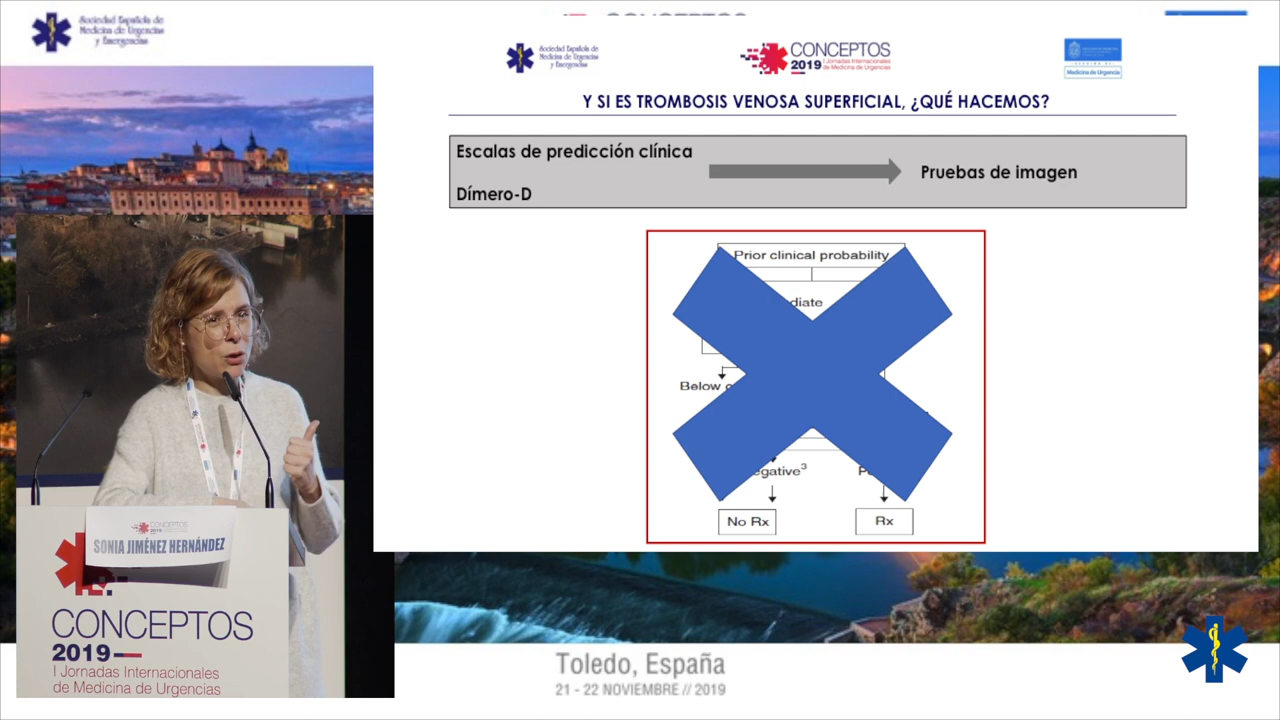 Sociedad Española de
Medicina de Urgencias
y Emergencias
Sociedad Española de
Medicina de Urgencias
y Emergencias
CONCEPTOS
2019 I Jornadas Internacionales
de Medicina de Urgencias
Medicina de Urgencia
Y SI ES TROMBOSIS VENOSA SUPERFICIAL, ¿QUÉ HACEMOS?
Escalas de predicción clínica
Dímero-D
Pruebas de imagen
Prior clinical probability
diate
Below
egative³
No Rx
Rx
CONCEPTOS
SONIA JIMÉNEZ HERNÁNDEZ
CONCEPTOS
2019
I Jornadas Internacionales
de Medicina de Urgencias
Toledo, España
21 - 22 NOVIEMBRE // 2019